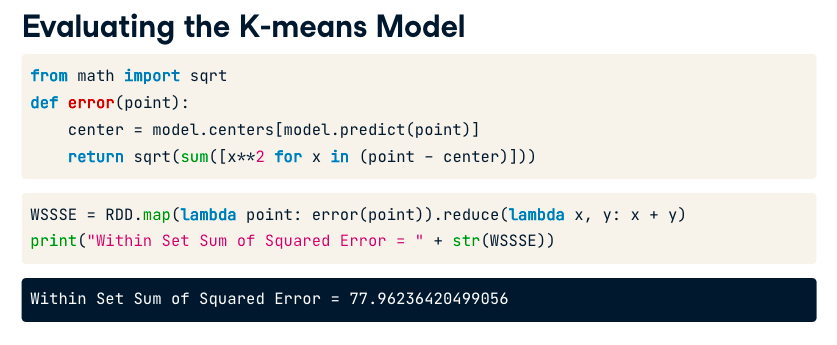 Evaluating the K-means Model
from math import sqrt
def error(point):
    center = model.centers[model.predict(point)]
    return sqrt(sum([x**2 for x in (point - center)]))
WSSSE = RDD.map(lambda point: error(point)).reduce(lambda x, y: x + y)
print("Within Set Sum of Squared Error = " + str(WSSSE))
Within Set Sum of Squared Error = 77.96236420499056